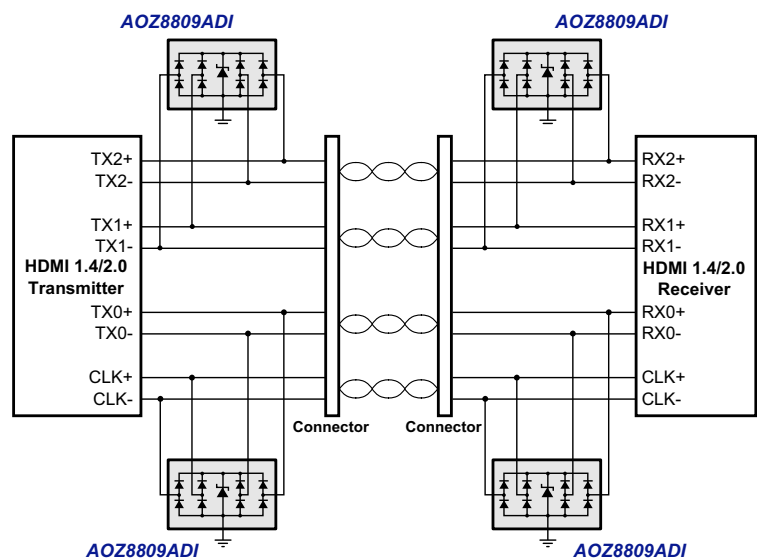 AOZ8809ADI
AOZ8809ADI
TX2+
TX2-
TX1+
TX1-
HDMI 1.4/2.0
Transmitter
TX0+
TX0-
CLK+
CLK-
RX2+
RX2-
RX1+
RX1-
HDMI 1.4/2.0
Receiver
RX0+
RX0-
CLK+
CLK-
Connector
Connector
AOZ8809ADI
AOZ8809ADI